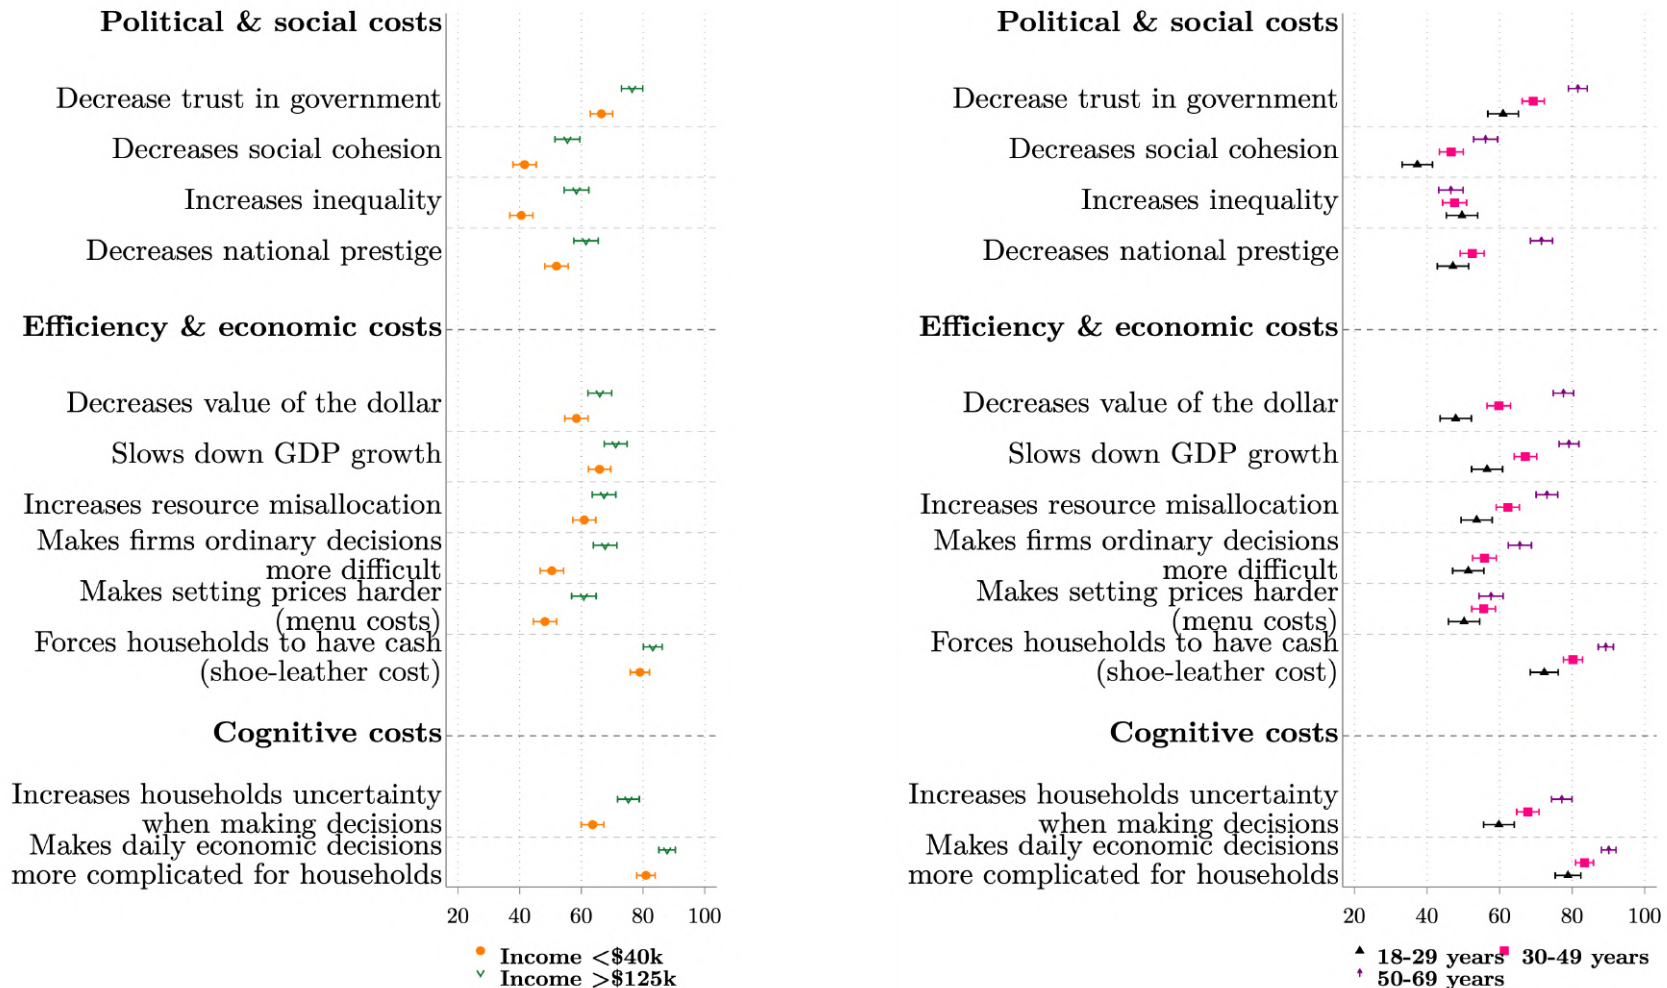 Political & social costs
Decrease trust in government
Decreases social cohesion
Increases inequality
Decreases national prestige
Efficiency & economic costs
Decreases value of the dollar
Slows down GDP growth
Increases resource misallocation
Makes firms ordinary decisions
more difficult
Makes setting prices harder
(menu costs)
Forces households to have cash
(shoe-leather cost)
Cognitive costs
Increases households uncertainty
when making decisions
Makes daily economic decisions
more complicated for households
20 40 60 80 100
Income <$40k
Income >$125k
Political & social costs
Decrease trust in government
Decreases social cohesion
Increases inequality
Decreases national prestige
Efficiency & economic costs
Decreases value of the dollar
Slows down GDP growth
Increases resource misallocation
Makes firms ordinary decisions
more difficult
Makes setting prices harder
(menu costs)
Forces households to have cash
(shoe-leather cost)
Cognitive costs
Increases households uncertainty
when making decisions
Makes daily economic decisions
more complicated for households
20 40 60 80 100
18-29 years 30-49 years
50-69 years